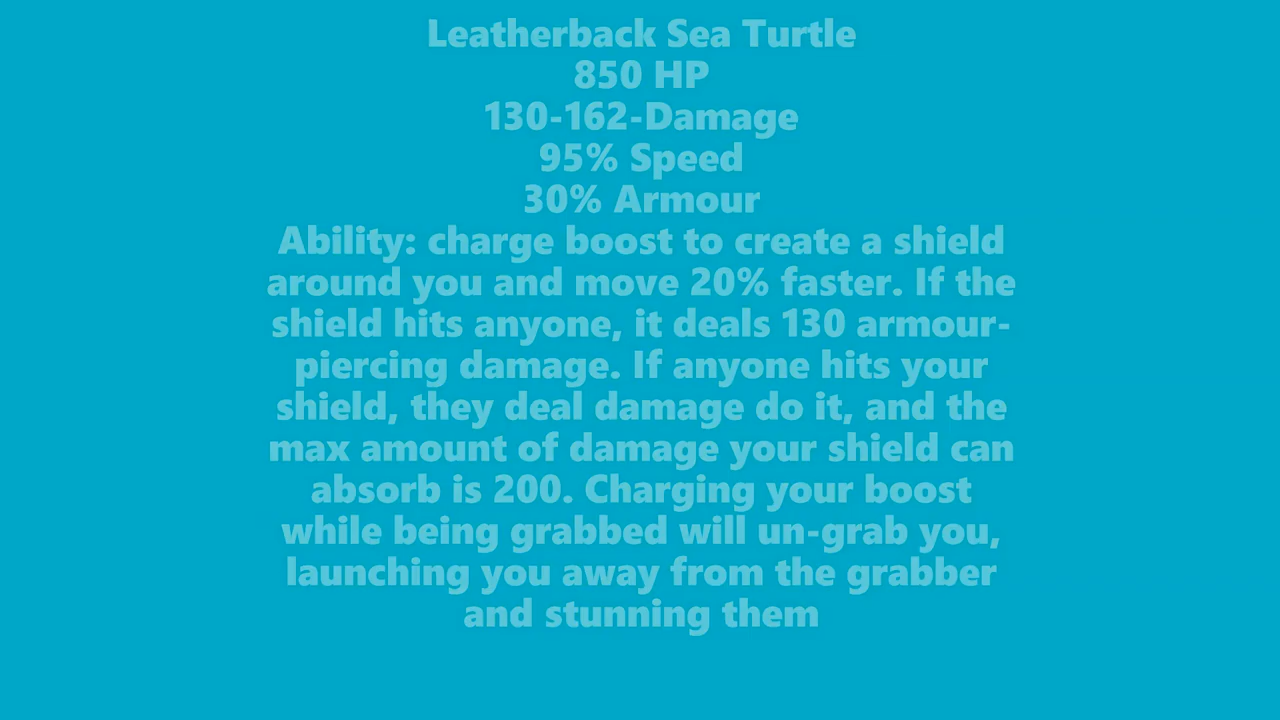 Leatherback Sea Turtle
850 HP
130-162-Damage
95% Speed
30% Armour
Ability: charge boost to create a shield
around you and move 20% faster. If the
shield hits anyone, it deals 130 armour-
piercing damage. If anyone hits your
shield, they deal damage do it, and the
max amount of damage your shield can
absorb is 200. Charging your boost
while being grabbed will un-grab you,
launching you away from the grabber
and stunning them